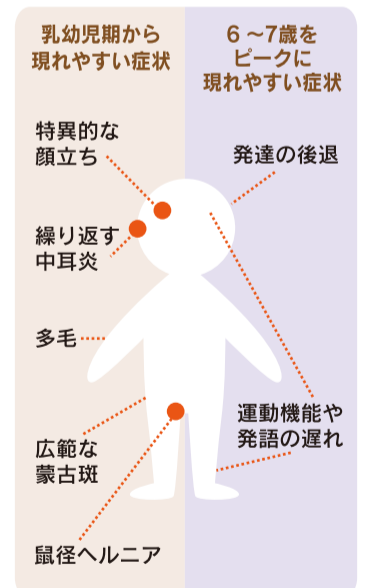 乳幼児期から
現れやすい症状
6〜7歳を
ピークに
現れやすい症状
特異的な
顔立ち
繰り返す
中耳炎
多毛
広範な
蒙古斑
鼠径ヘルニア
発達の後退
運動機能や
発語の遅れ